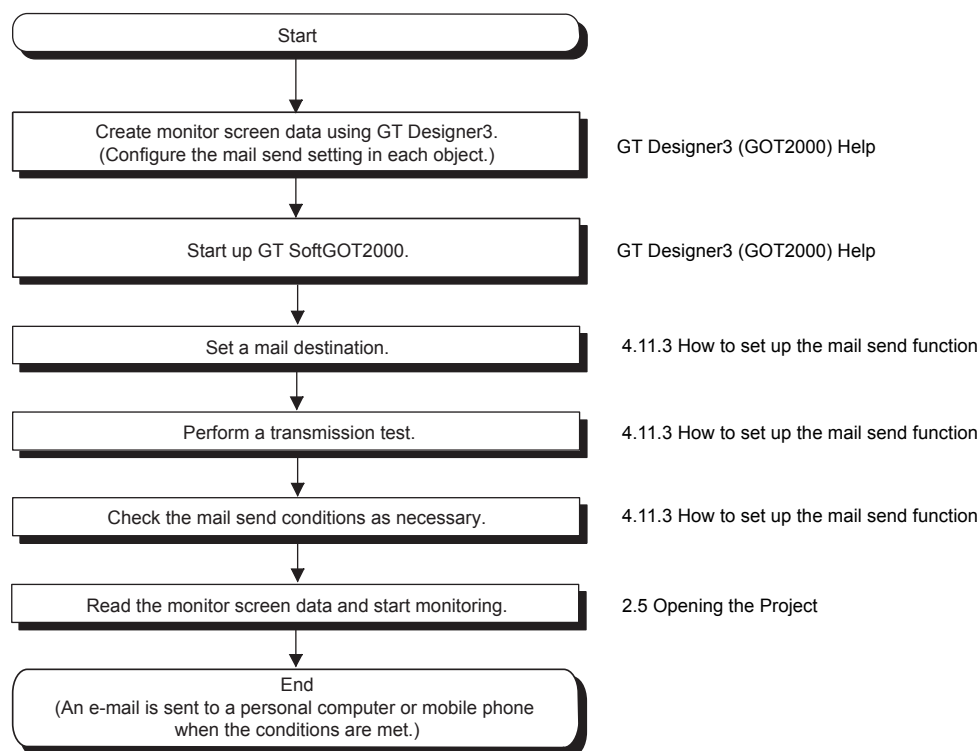 Start
Create monitor screen data using GT Designer3.
(Configure the mail send setting in each object.)
GT Designer3 (GOT2000) Help
Start up GT SoftGOT2000.
GT Designer3 (GOT2000) Help
Set a mail destination.
4.11.3 How to set up the mail send function
Perform a transmission test.
4.11.3 How to set up the mail send function
Check the mail send conditions as necessary.
4.11.3 How to set up the mail send function
Read the monitor screen data and start monitoring.
2.5 Opening the Project
End
(An e-mail is sent to a personal computer or mobile phone
when the conditions are met.)